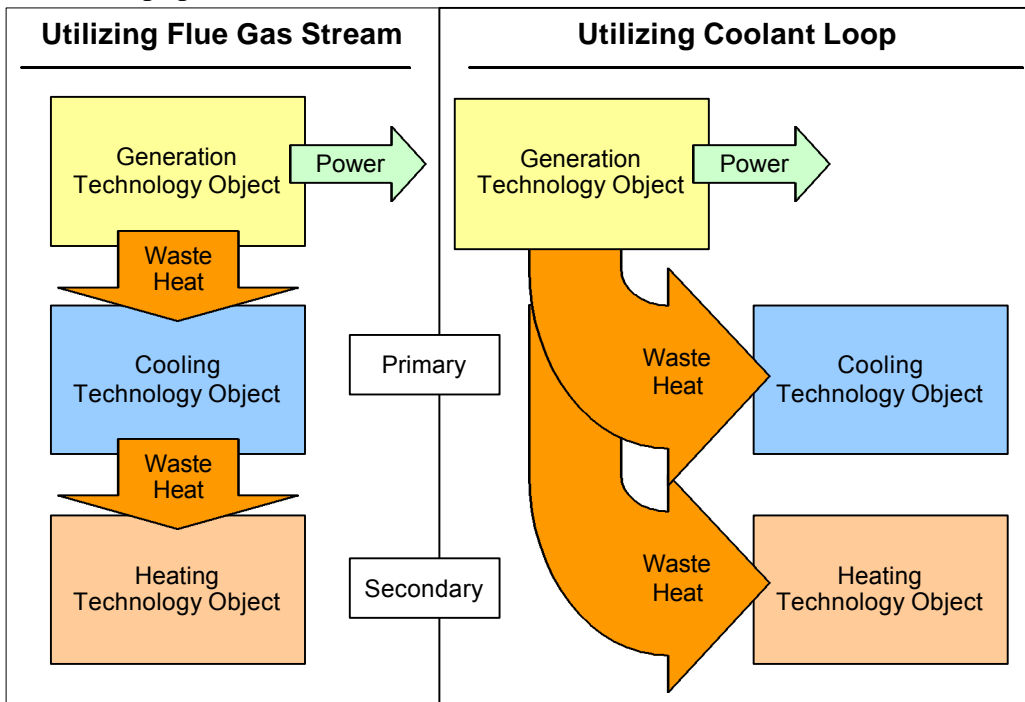 Utilizing Flue Gas Stream
Generation
Technology Object
Power
Waste
Heat
Cooling
Technology Object
Waste
Heat
Heating
Technology Object
Primary
Secondary
Utilizing Coolant Loop
Generation
Technology Object
Power
Waste
Heat
Cooling
Technology Object
Waste
Heat
Heating
Technology Object